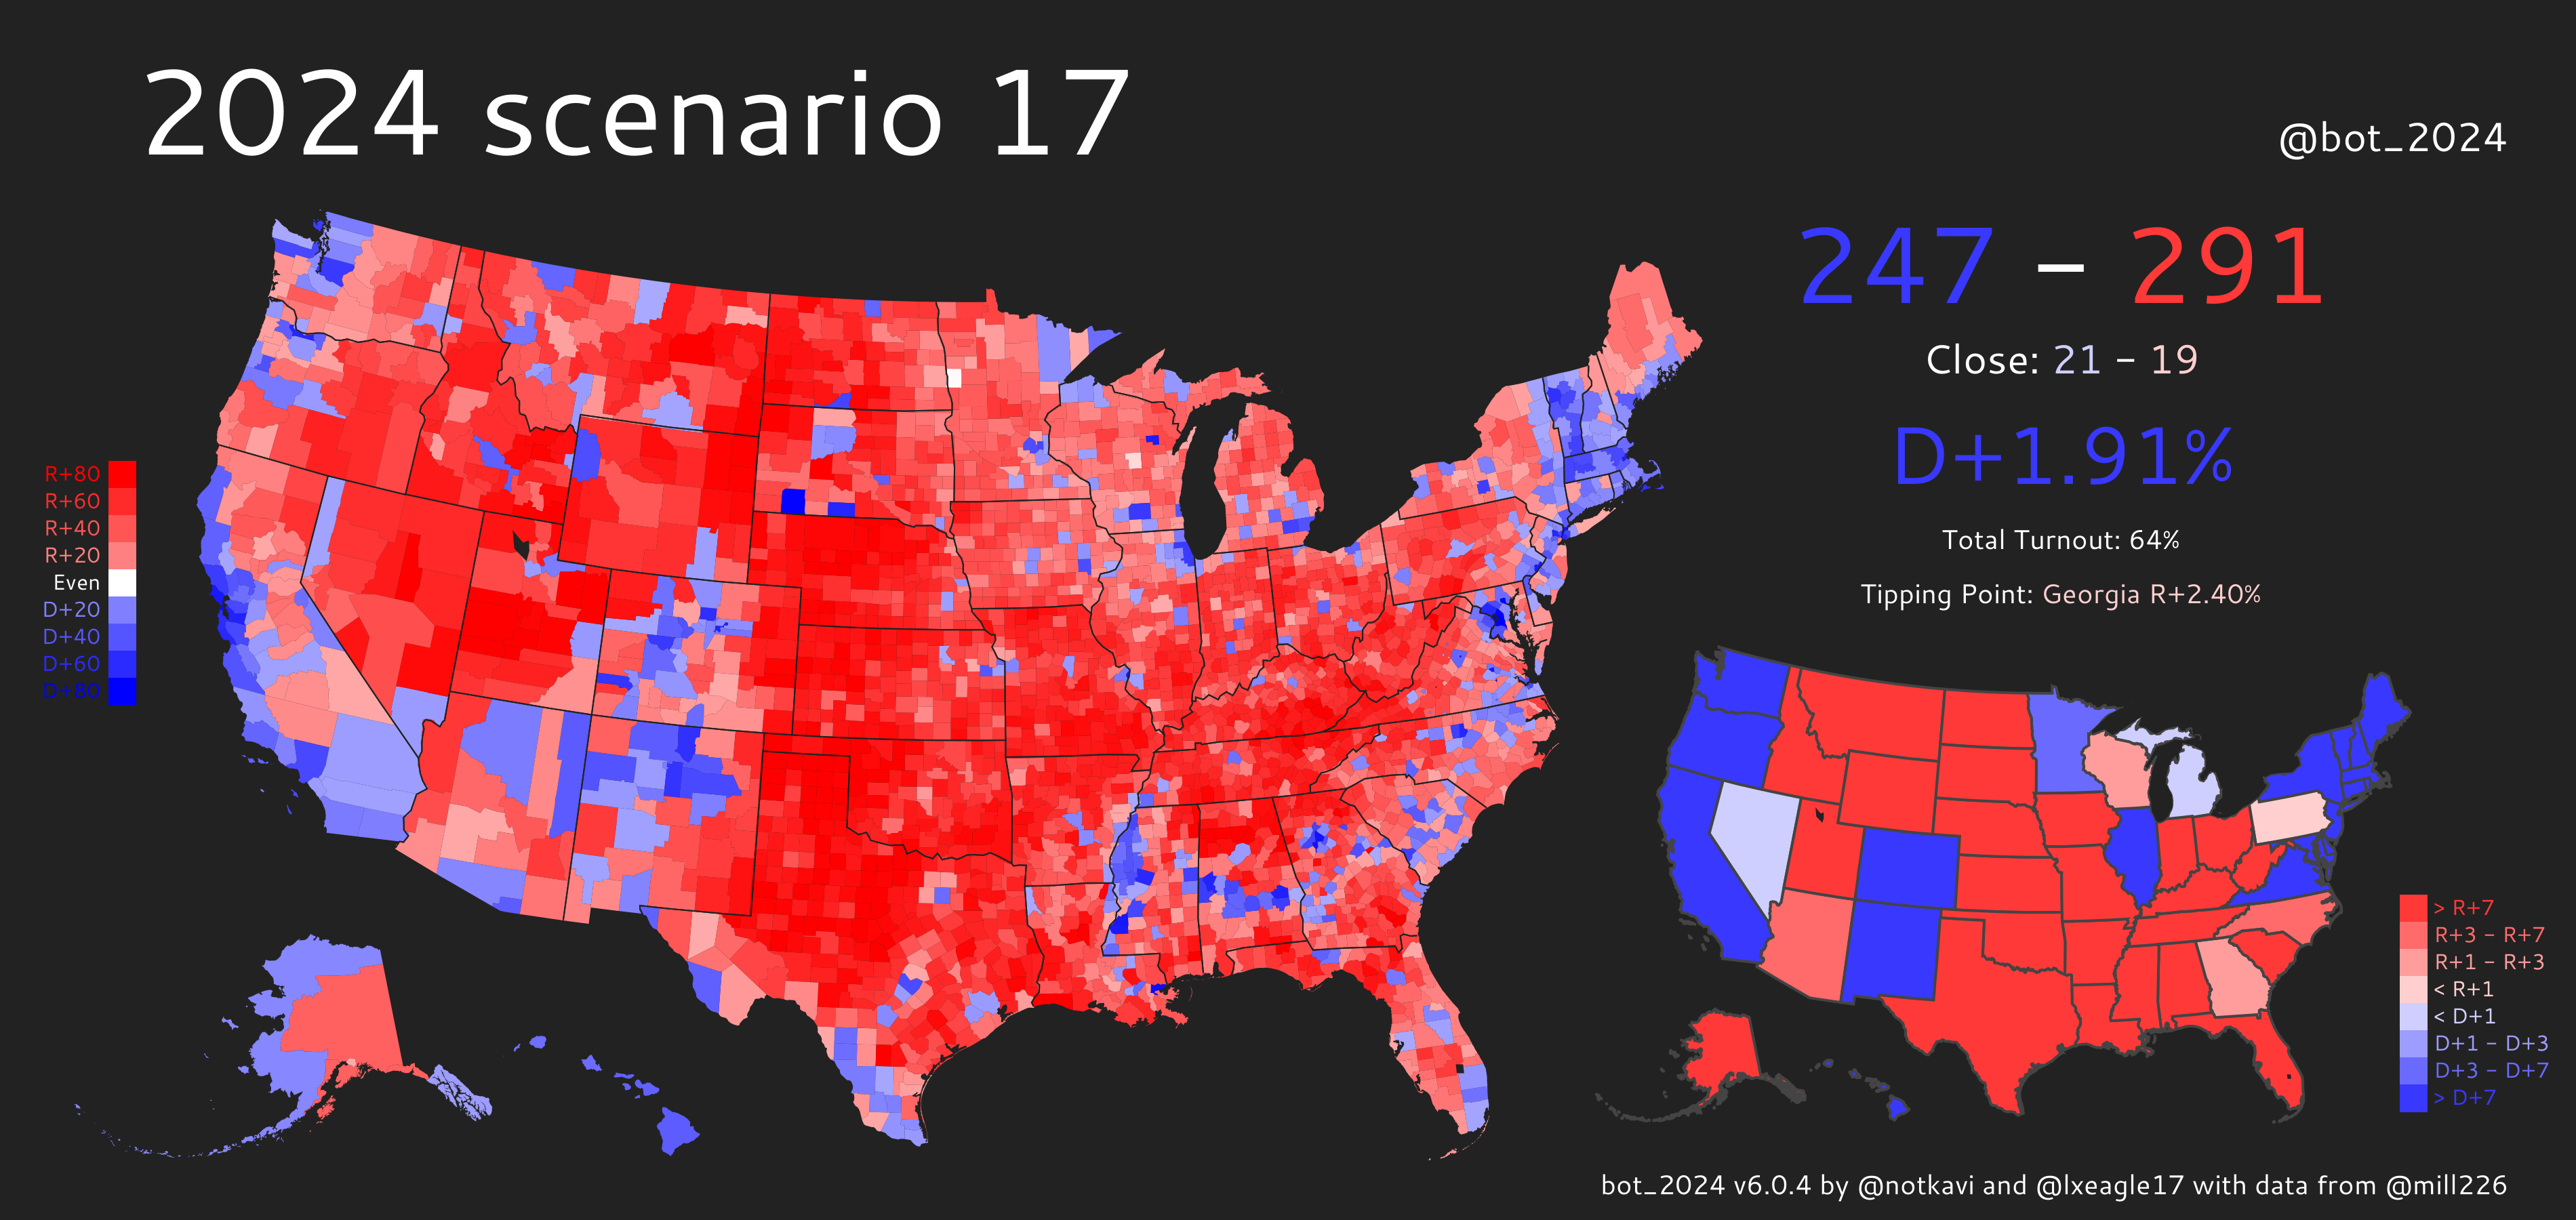 2024 scenario 17
@bot_2024
247 – 291
Close: 21 – 19
D+1.91%
Total Turnout: 64%
Tipping Point: Georgia R+2.40%
R+80
R+60
R+40
R+20
Even
D+20
D+40
D+60
D+80
> R+7
R+3 – R+7
R+1 – R+3
< R+1
< D+1
D+1 – D+3
D+3 – D+7
> D+7
bot_2024 v6.0.4 by @notkavi and @lxeagle17 with data from @mill226